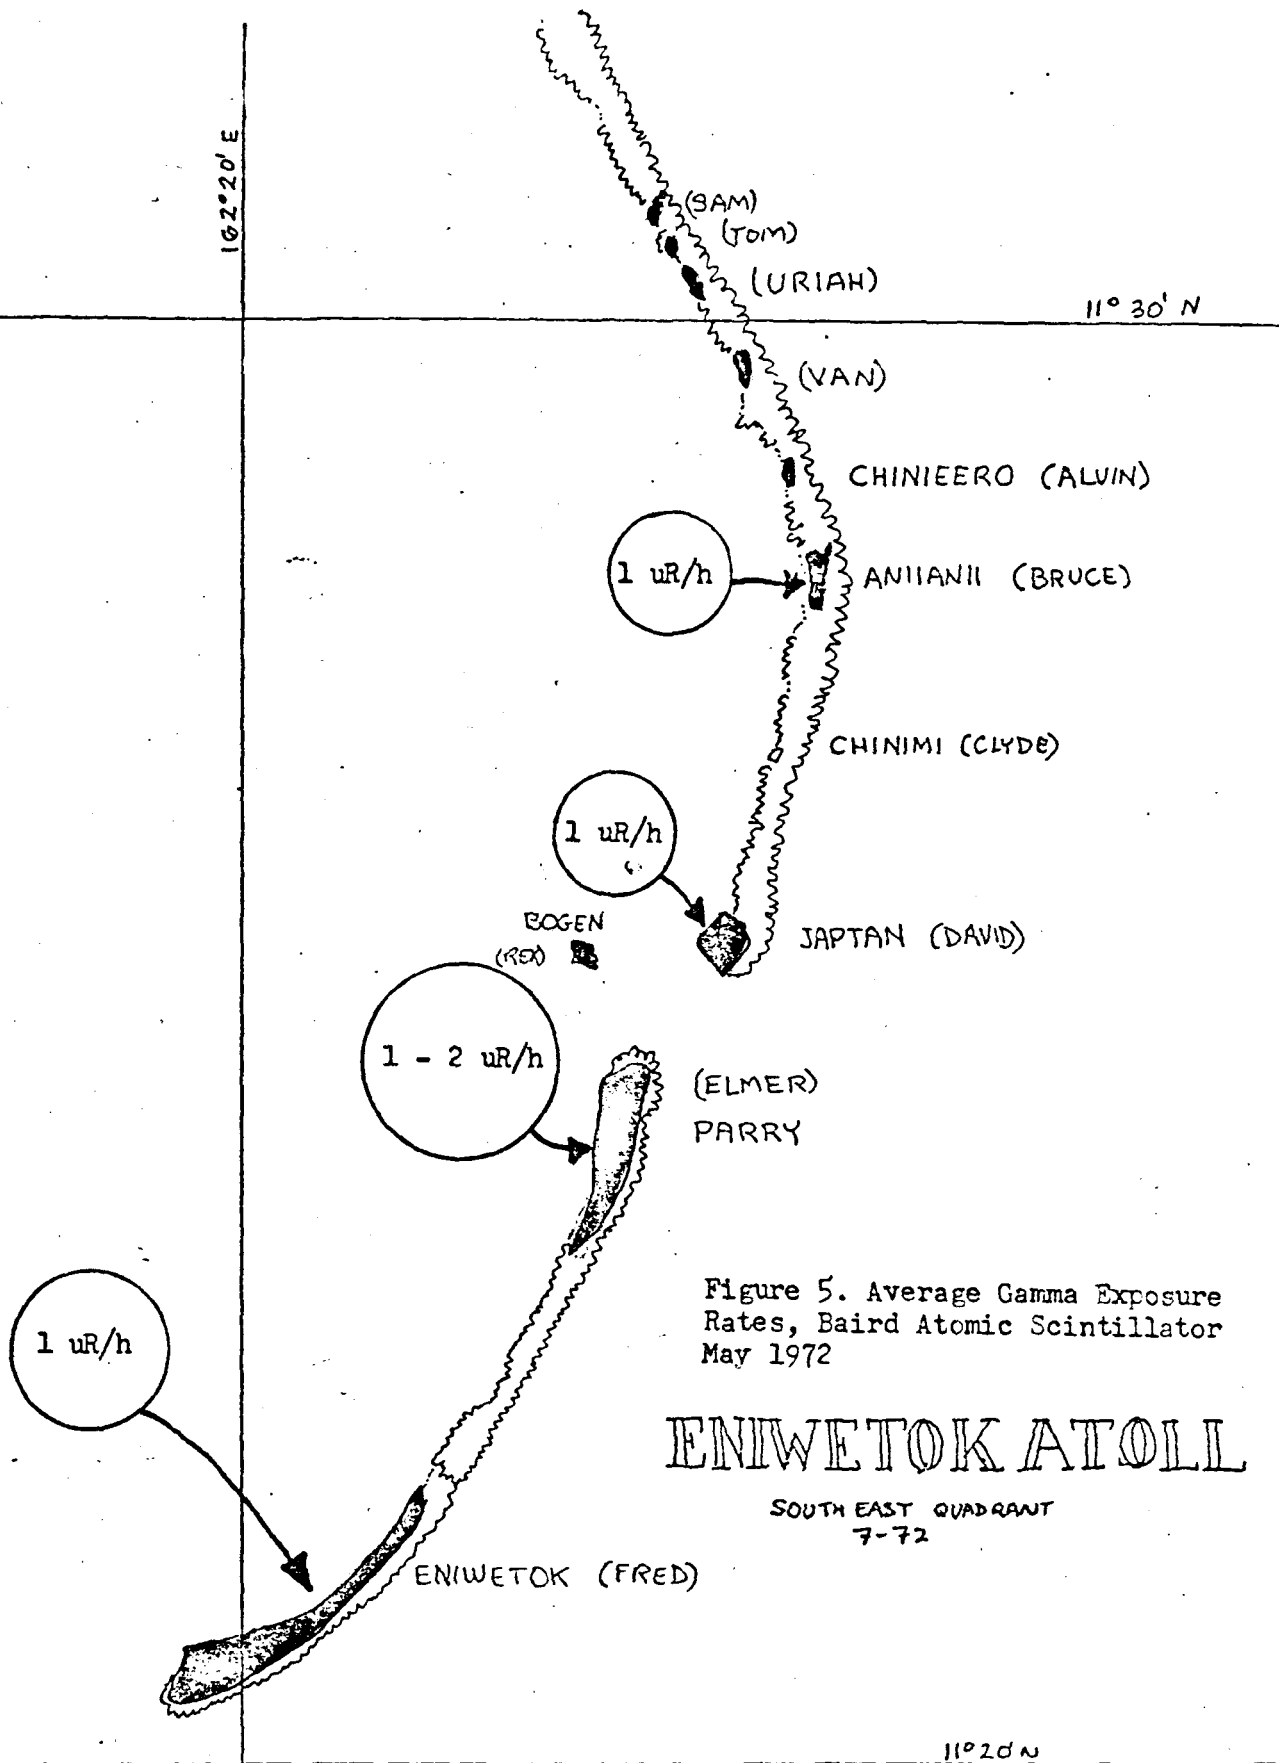 162°20' E
(SAM)
(TOM)
(URIAH)
11° 30' N
(VAN)
CHINIEERO (ALVIN)
1 uR/h
ANIIANII (BRUCE)
CHINIMI (CLYDE)
1 uR/h
BOGEN
(REX)
JAPTAN (DAVID)
1 - 2 uR/h
(ELMER)
PARRY
Figure 5. Average Gamma Exposure
Rates, Baird Atomic Scintillator
May 1972
1 uR/h
ENIWETOK ATOLL
SOUTH EAST QUADRANT
7-72
ENIWETOK (FRED)
11°20'N